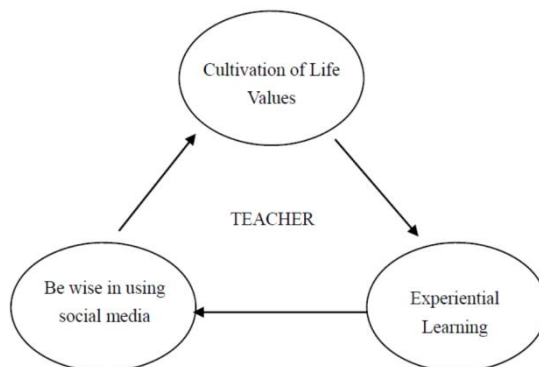 Cultivation of Life
Values
TEACHER
Be wise in using
social media
Experiential
Learning